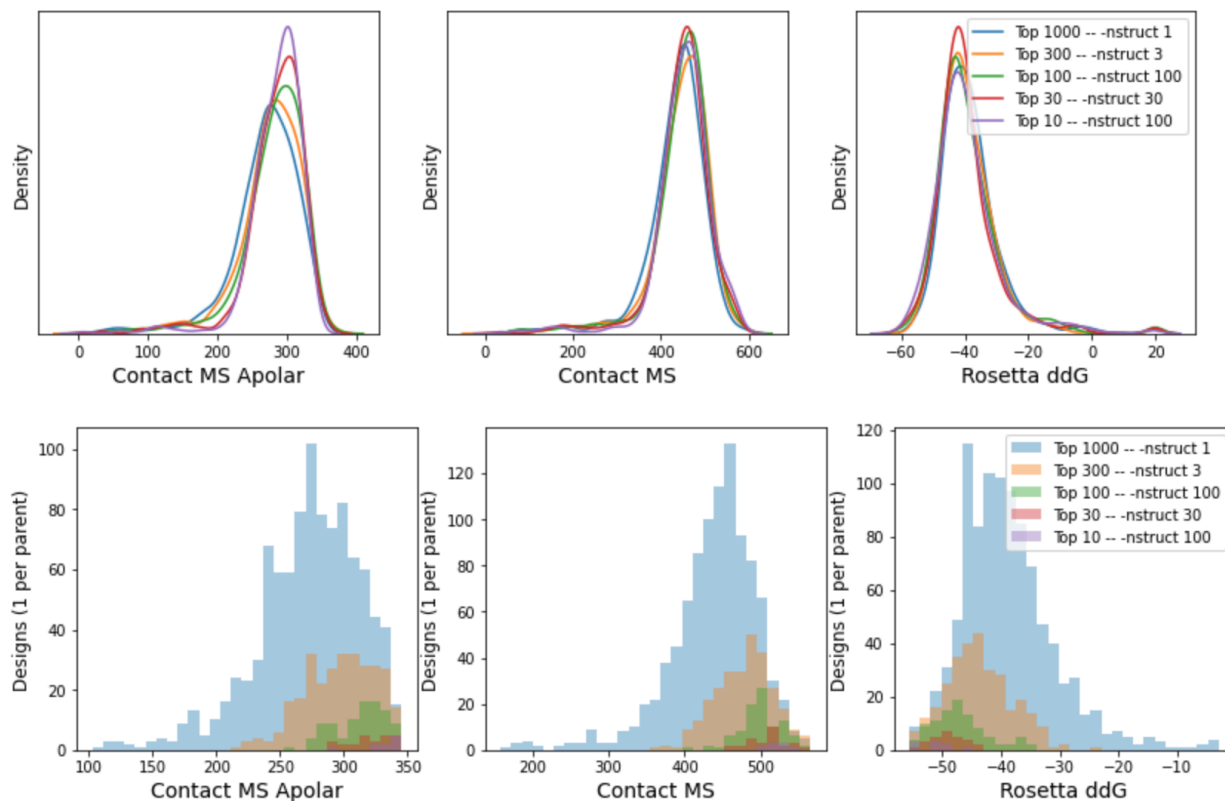 Density
0
100
200
300
400
Contact MS Apolar
Density
0
200
400
600
Contact MS
Density
Top 1000 -- -nstruct 1
Top 300 -- -nstruct 3
Top 100 -- -nstruct 100
Top 30 -- -nstruct 30
Top 10 -- -nstruct 100
−60
−40
−20
0
20
Rosetta ddG
Designs (1 per parent)
100
80
60
40
20
0
100
150
200
250
300
350
Contact MS Apolar
Designs (1 per parent)
120
100
80
60
40
20
0
200
300
400
500
Contact MS
Designs (1 per parent)
120
100
80
60
40
20
0
Top 1000 -- -nstruct 1
Top 300 -- -nstruct 3
Top 100 -- -nstruct 100
Top 30 -- -nstruct 30
Top 10 -- -nstruct 100
−50
−40
−30
−20
−10
Rosetta ddG